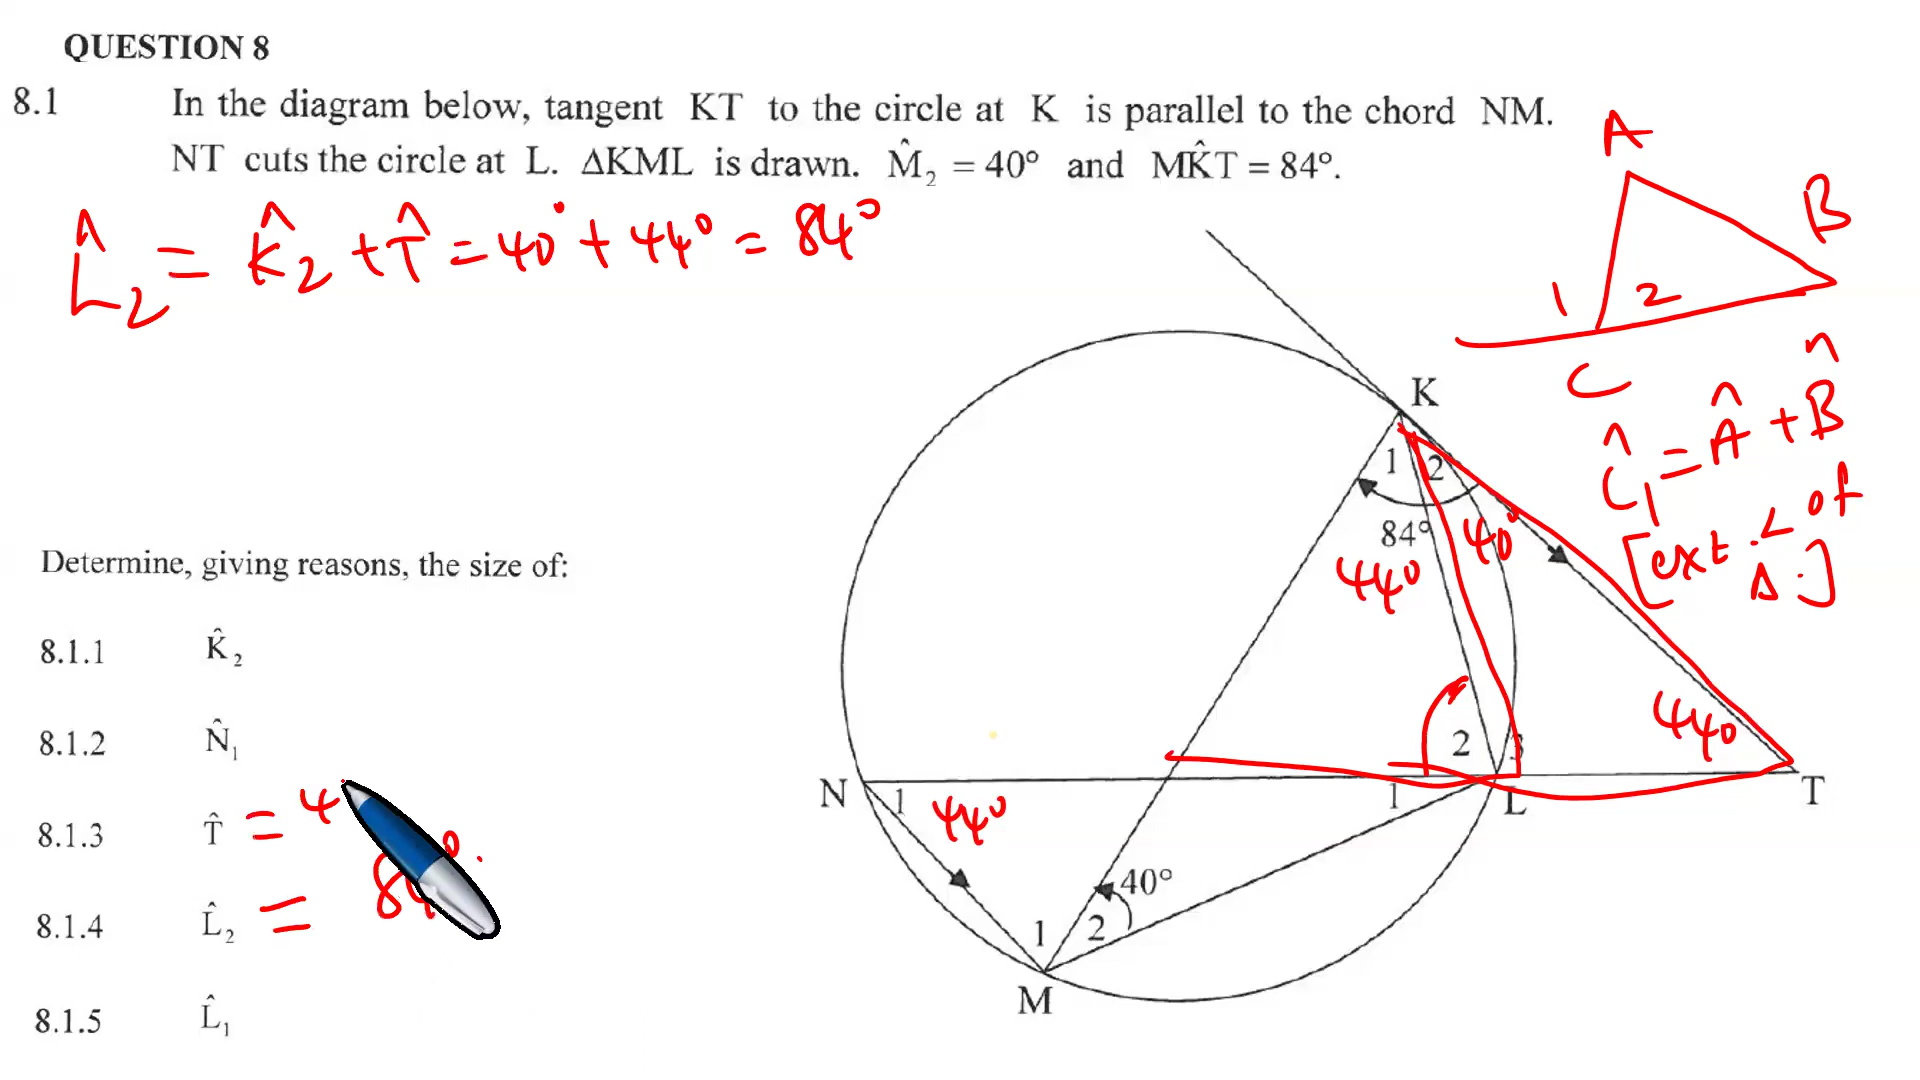 QUESTION 8
8.1 In the diagram below, tangent KT to the circle at K is parallel to the chord NM.
NT cuts the circle at L. ΔKML is drawn. M̂₂ = 40° and MK̂T = 84°.
L̂₂ = K̂₂ + T̂ = 40° + 44° = 84°
A
B
1 2
C
Ĉ₁ = Â + B̂
[ext. ∠ of Δ.]
K
1 2
84° 40°
44°
44°
2 3
N 1 44° 1 L T
40°
1 2
M
Determine, giving reasons, the size of:
8.1.1 K̂₂
8.1.2 N̂₁
8.1.3 T̂ = 4
8.1.4 L̂₂ =
8.1.5 L̂₁